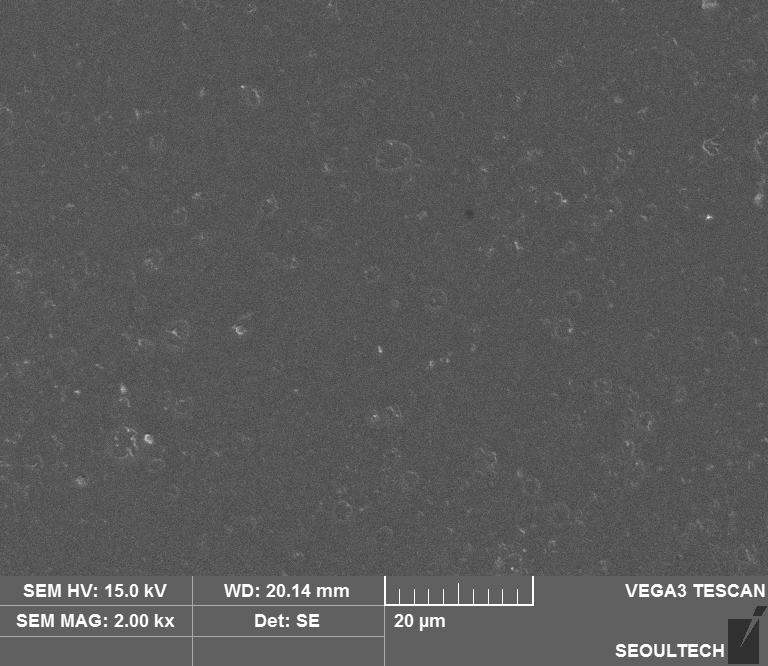 SEM HV: 15.0 kV
WD: 20.14 mm
VEGA3 TESCAN
SEM MAG: 2.00 kx
Det: SE
20 µm
SEOULTECH